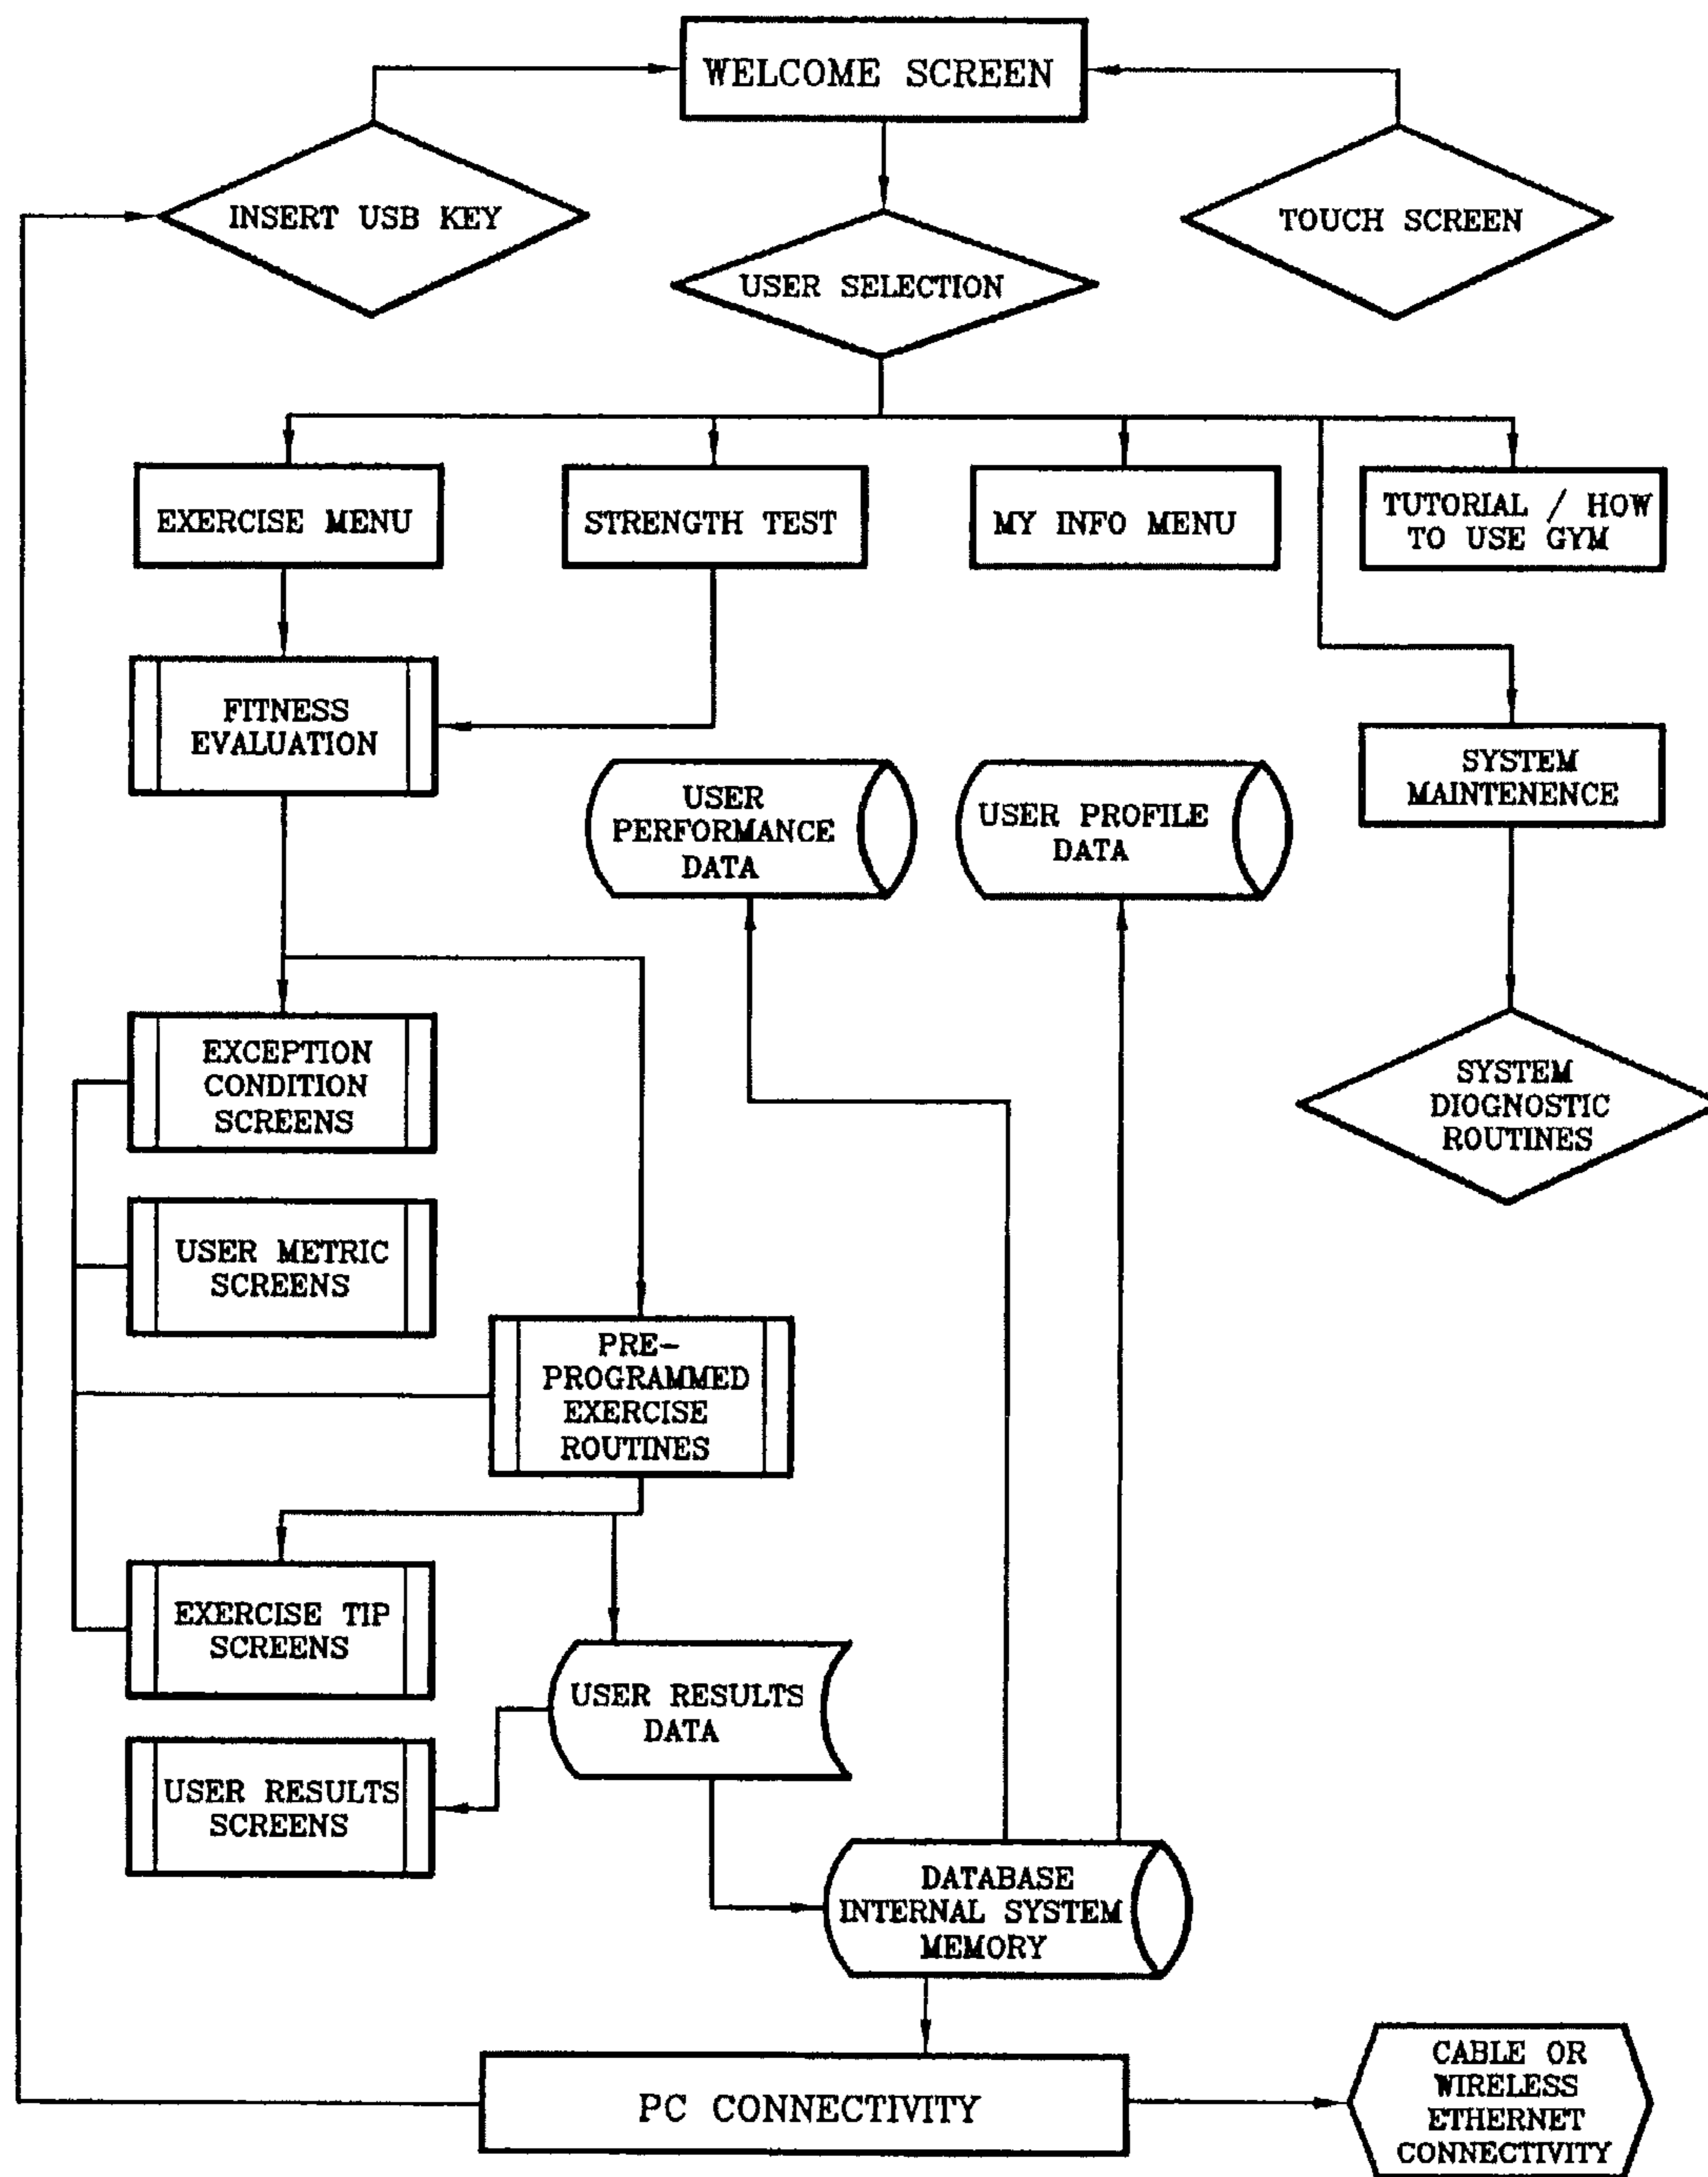 WELCOME SCREEN
INSERT USB KEY
TOUCH SCREEN
USER SELECTION
EXERCISE MENU
STRENGTH TEST
MY INFO MENU
TUTORIAL / HOW
TO USE GYM
FITNESS
EVALUATION
SYSTEM
MAINTENENCE
USER
PERFORMANCE
DATA
USER PROFILE
DATA
EXCEPTION
CONDITION
SCREENS
SYSTEM
DIOGNOSTIC
ROUTINES
USER METRIC
SCREENS
PRE-
PROGRAMMED
EXERCISE
ROUTINES
EXERCISE TIP
SCREENS
USER RESULTS
DATA
USER RESULTS
SCREENS
DATABASE
INTERNAL SYSTEM
MEMORY
PC CONNECTIVITY
CABLE OR
WIRELESS
ETHERNET
CONNECTIVITY